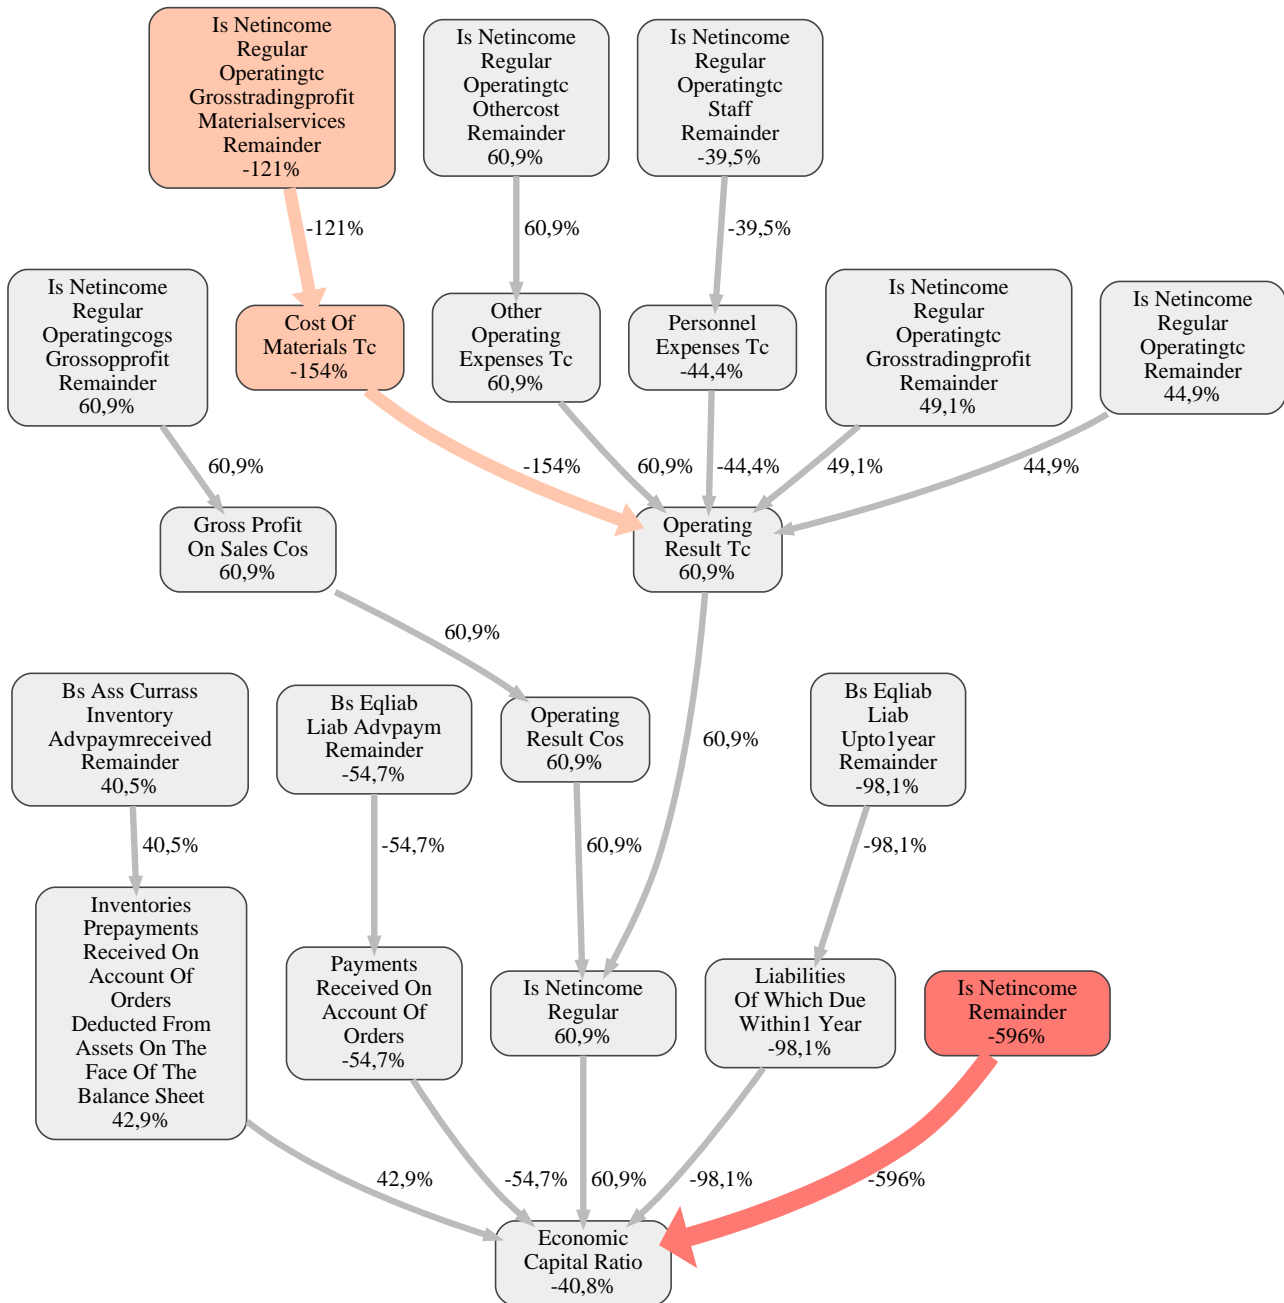 Is Netincome
Regular
Operatingtc
Grosstradingprofit
Materialservices
Remainder
-121%
Is Netincome
Regular
Operatingtc
Othercost
Remainder
60,9%
Is Netincome
Regular
Operatingtc
Staff
Remainder
-39,5%
-121%
60,9%
-39,5%
Is Netincome
Regular
Operatingcogs
Grossopprofit
Remainder
60,9%
Cost Of
Materials Tc
-154%
Other
Operating
Expenses Tc
60,9%
Personnel
Expenses Tc
-44,4%
Is Netincome
Regular
Operatingtc
Grosstradingprofit
Remainder
49,1%
Is Netincome
Regular
Operatingtc
Remainder
44,9%
60,9%
-154%
60,9%
-44,4%
49,1%
44,9%
Gross Profit
On Sales Cos
60,9%
Operating
Result Tc
60,9%
60,9%
Bs Ass Currass
Inventory
Advpaymreceived
Remainder
40,5%
Bs Eqliab
Liab Advpaym
Remainder
-54,7%
Operating
Result Cos
60,9%
60,9%
Bs Eqliab
Liab
Upto1year
Remainder
-98,1%
40,5%
-54,7%
60,9%
-98,1%
Inventories
Prepayments
Received On
Account Of
Orders
Deducted From
Assets On The
Face Of The
Balance Sheet
42,9%
Payments
Received On
Account Of
Orders
-54,7%
Is Netincome
Regular
60,9%
Liabilities
Of Which Due
Within1 Year
-98,1%
Is Netincome
Remainder
-596%
42,9%
-54,7%
60,9%
-98,1%
-596%
Economic
Capital Ratio
-40,8%